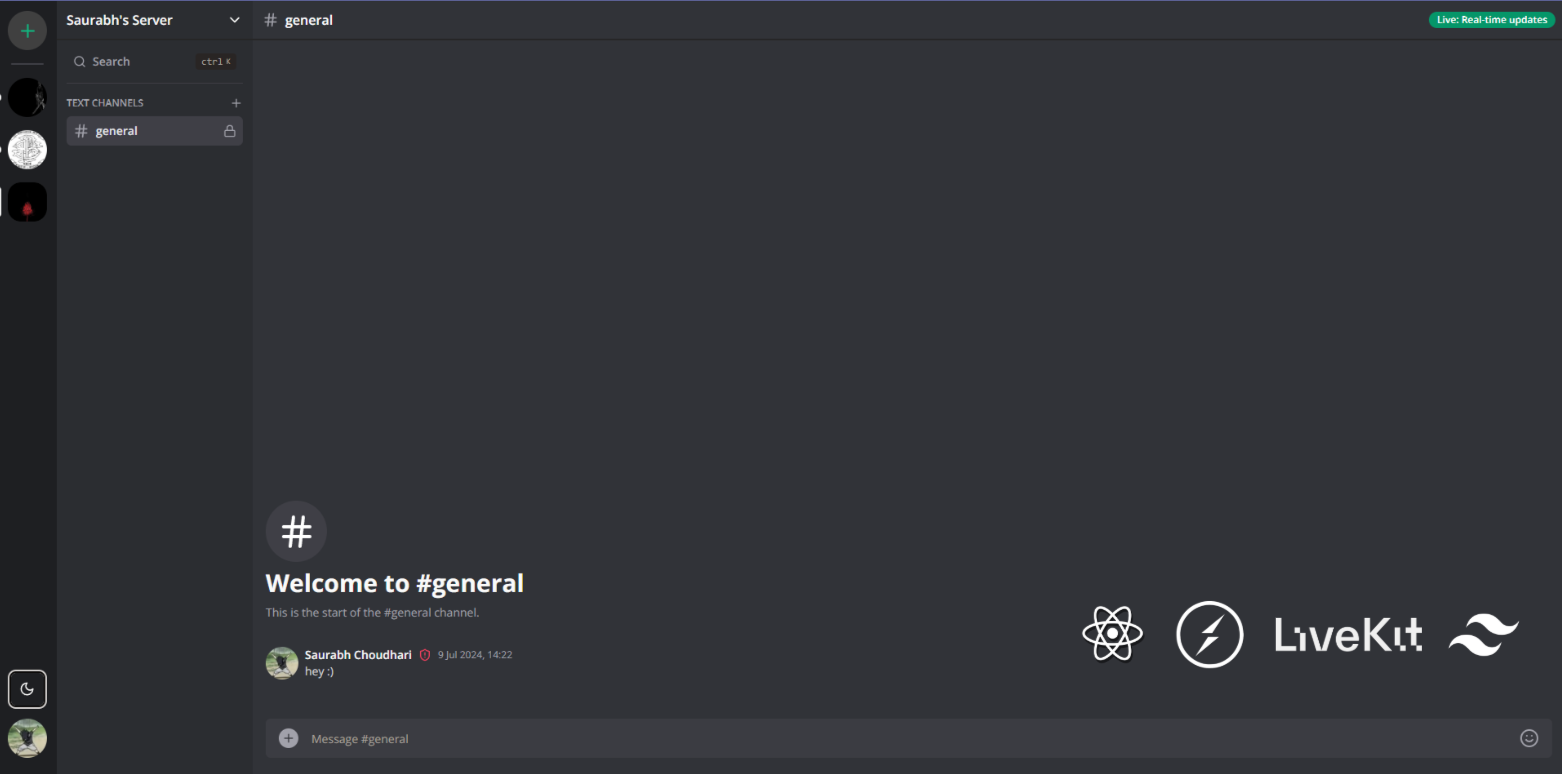 Saurabh's Server
Search
ctrl K
TEXT CHANNELS
general
# general
Live: Real-time updates
#
Welcome to #general
This is the start of the #general channel.
Saurabh Choudhari 9 Jul 2024, 14:22
hey :)
LiveKit
Message #general